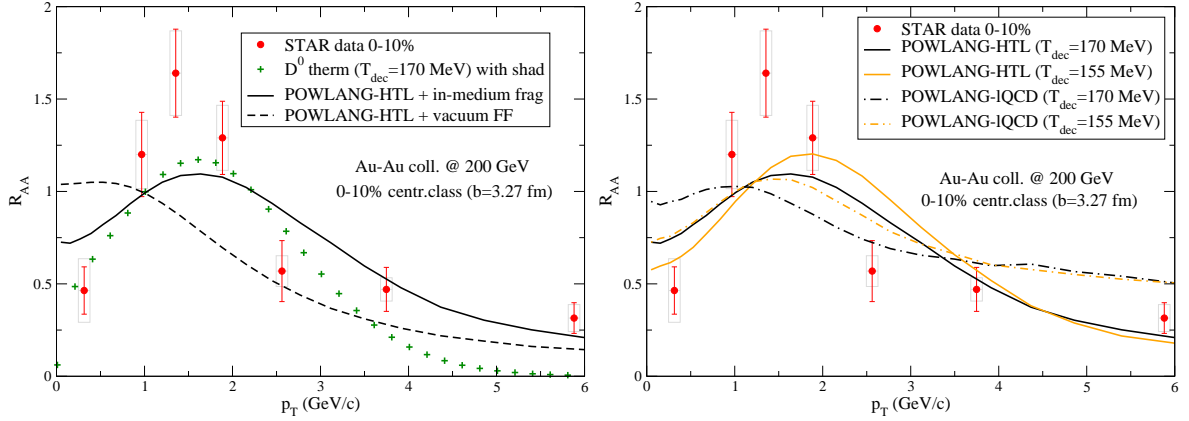 2
1.5
1
0.5
0
R_AA
STAR data 0-10%
D^0 therm (T_dec=170 MeV) with shad
POWLANG-HTL + in-medium frag
POWLANG-HTL + vacuum FF
Au-Au coll. @ 200 GeV
0-10% centr.class (b=3.27 fm)
0 1 2 3 4 5 6
p_T (GeV/c)
2
1.5
1
0.5
0
R_AA
STAR data 0-10%
POWLANG-HTL (T_dec=170 MeV)
POWLANG-HTL (T_dec=155 MeV)
POWLANG-lQCD (T_dec=170 MeV)
POWLANG-lQCD (T_dec=155 MeV)
Au-Au coll. @ 200 GeV
0-10% centr.class (b=3.27 fm)
0 1 2 3 4 5 6
p_T (GeV/c)